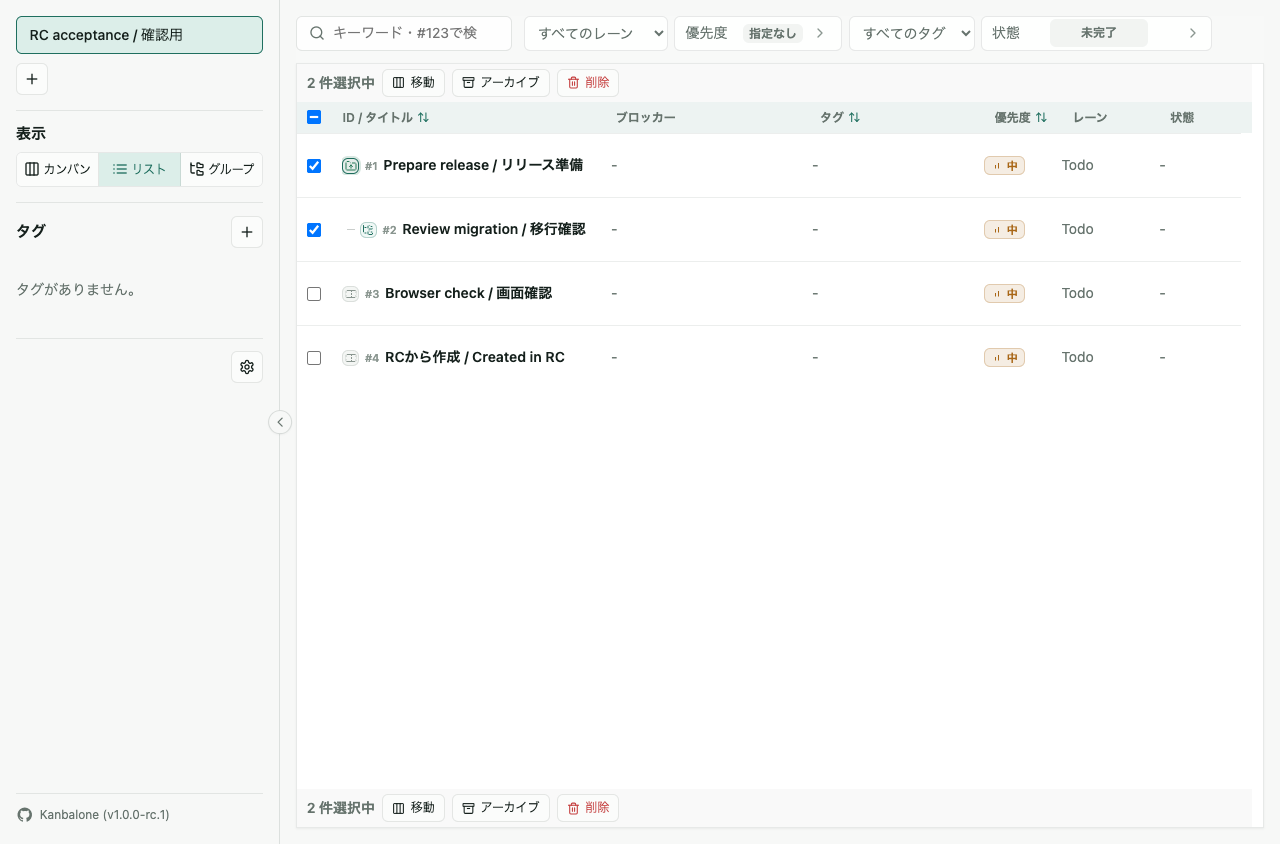 RC acceptance / 確認用
表示
カンバン リスト グループ
タグ
タグがありません。
Kanbalone (v1.0.0-rc.1)
キーワード・#123で検 すべてのレーン 優先度 指定なし すべてのタグ 状態 未完了
2 件選択中 移動 アーカイブ 削除
ID / タイトル ブロッカー タグ 優先度 レーン 状態
#1 Prepare release / リリース準備 - - 中 Todo -
#2 Review migration / 移行確認 - - 中 Todo -
#3 Browser check / 画面確認 - - 中 Todo -
#4 RCから作成 / Created in RC - - 中 Todo -
2 件選択中 移動 アーカイブ 削除